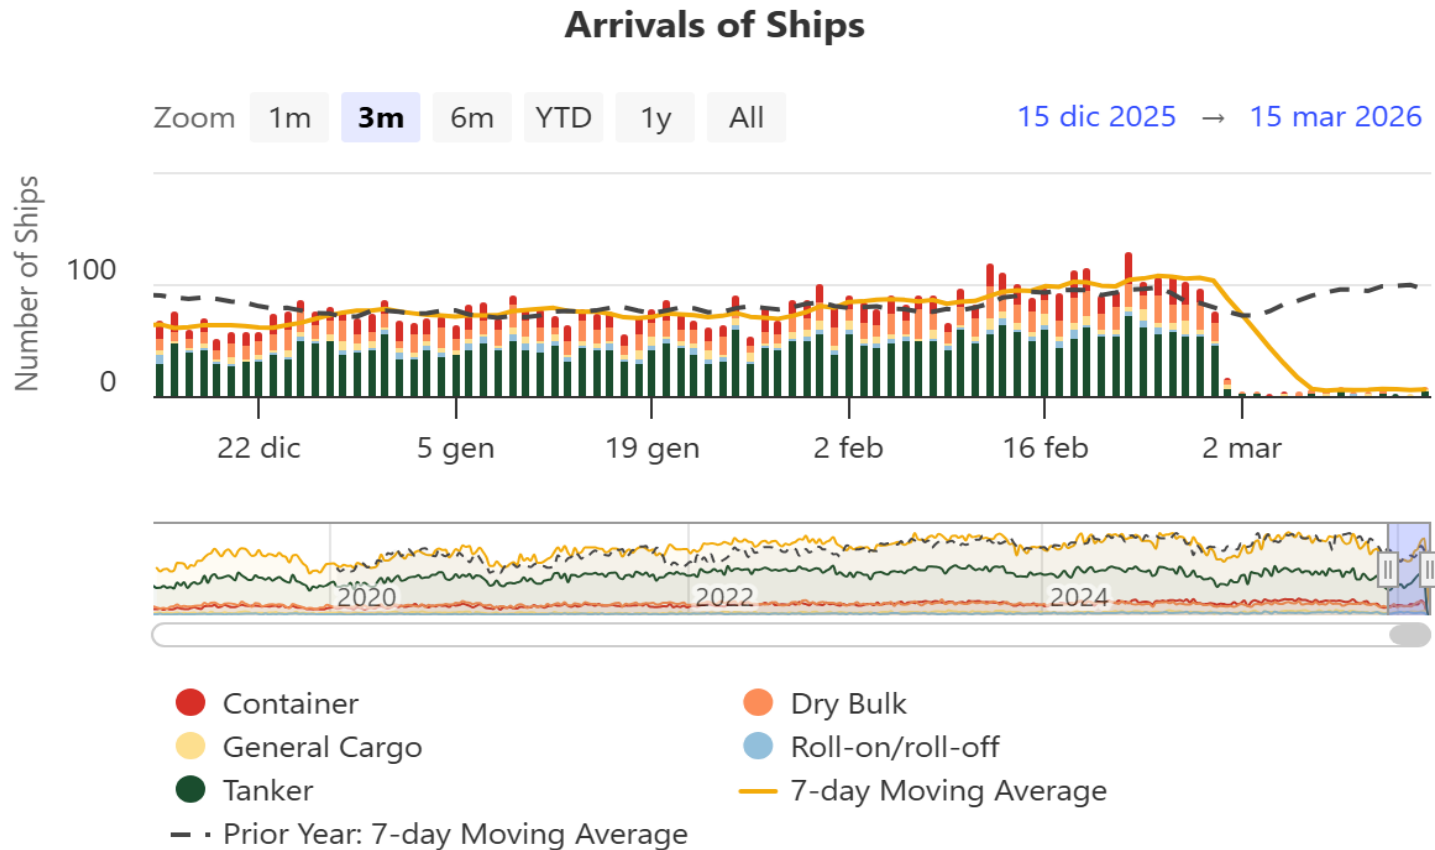 Arrivals of Ships
Zoom 1m 3m 6m YTD 1y All 15 dic 2025 → 15 mar 2026
Number of Ships
100
0
22 dic 5 gen 19 gen 2 feb 16 feb 2 mar
2020 2022 2024
Container Dry Bulk
General Cargo Roll-on/roll-off
Tanker 7-day Moving Average
Prior Year: 7-day Moving Average